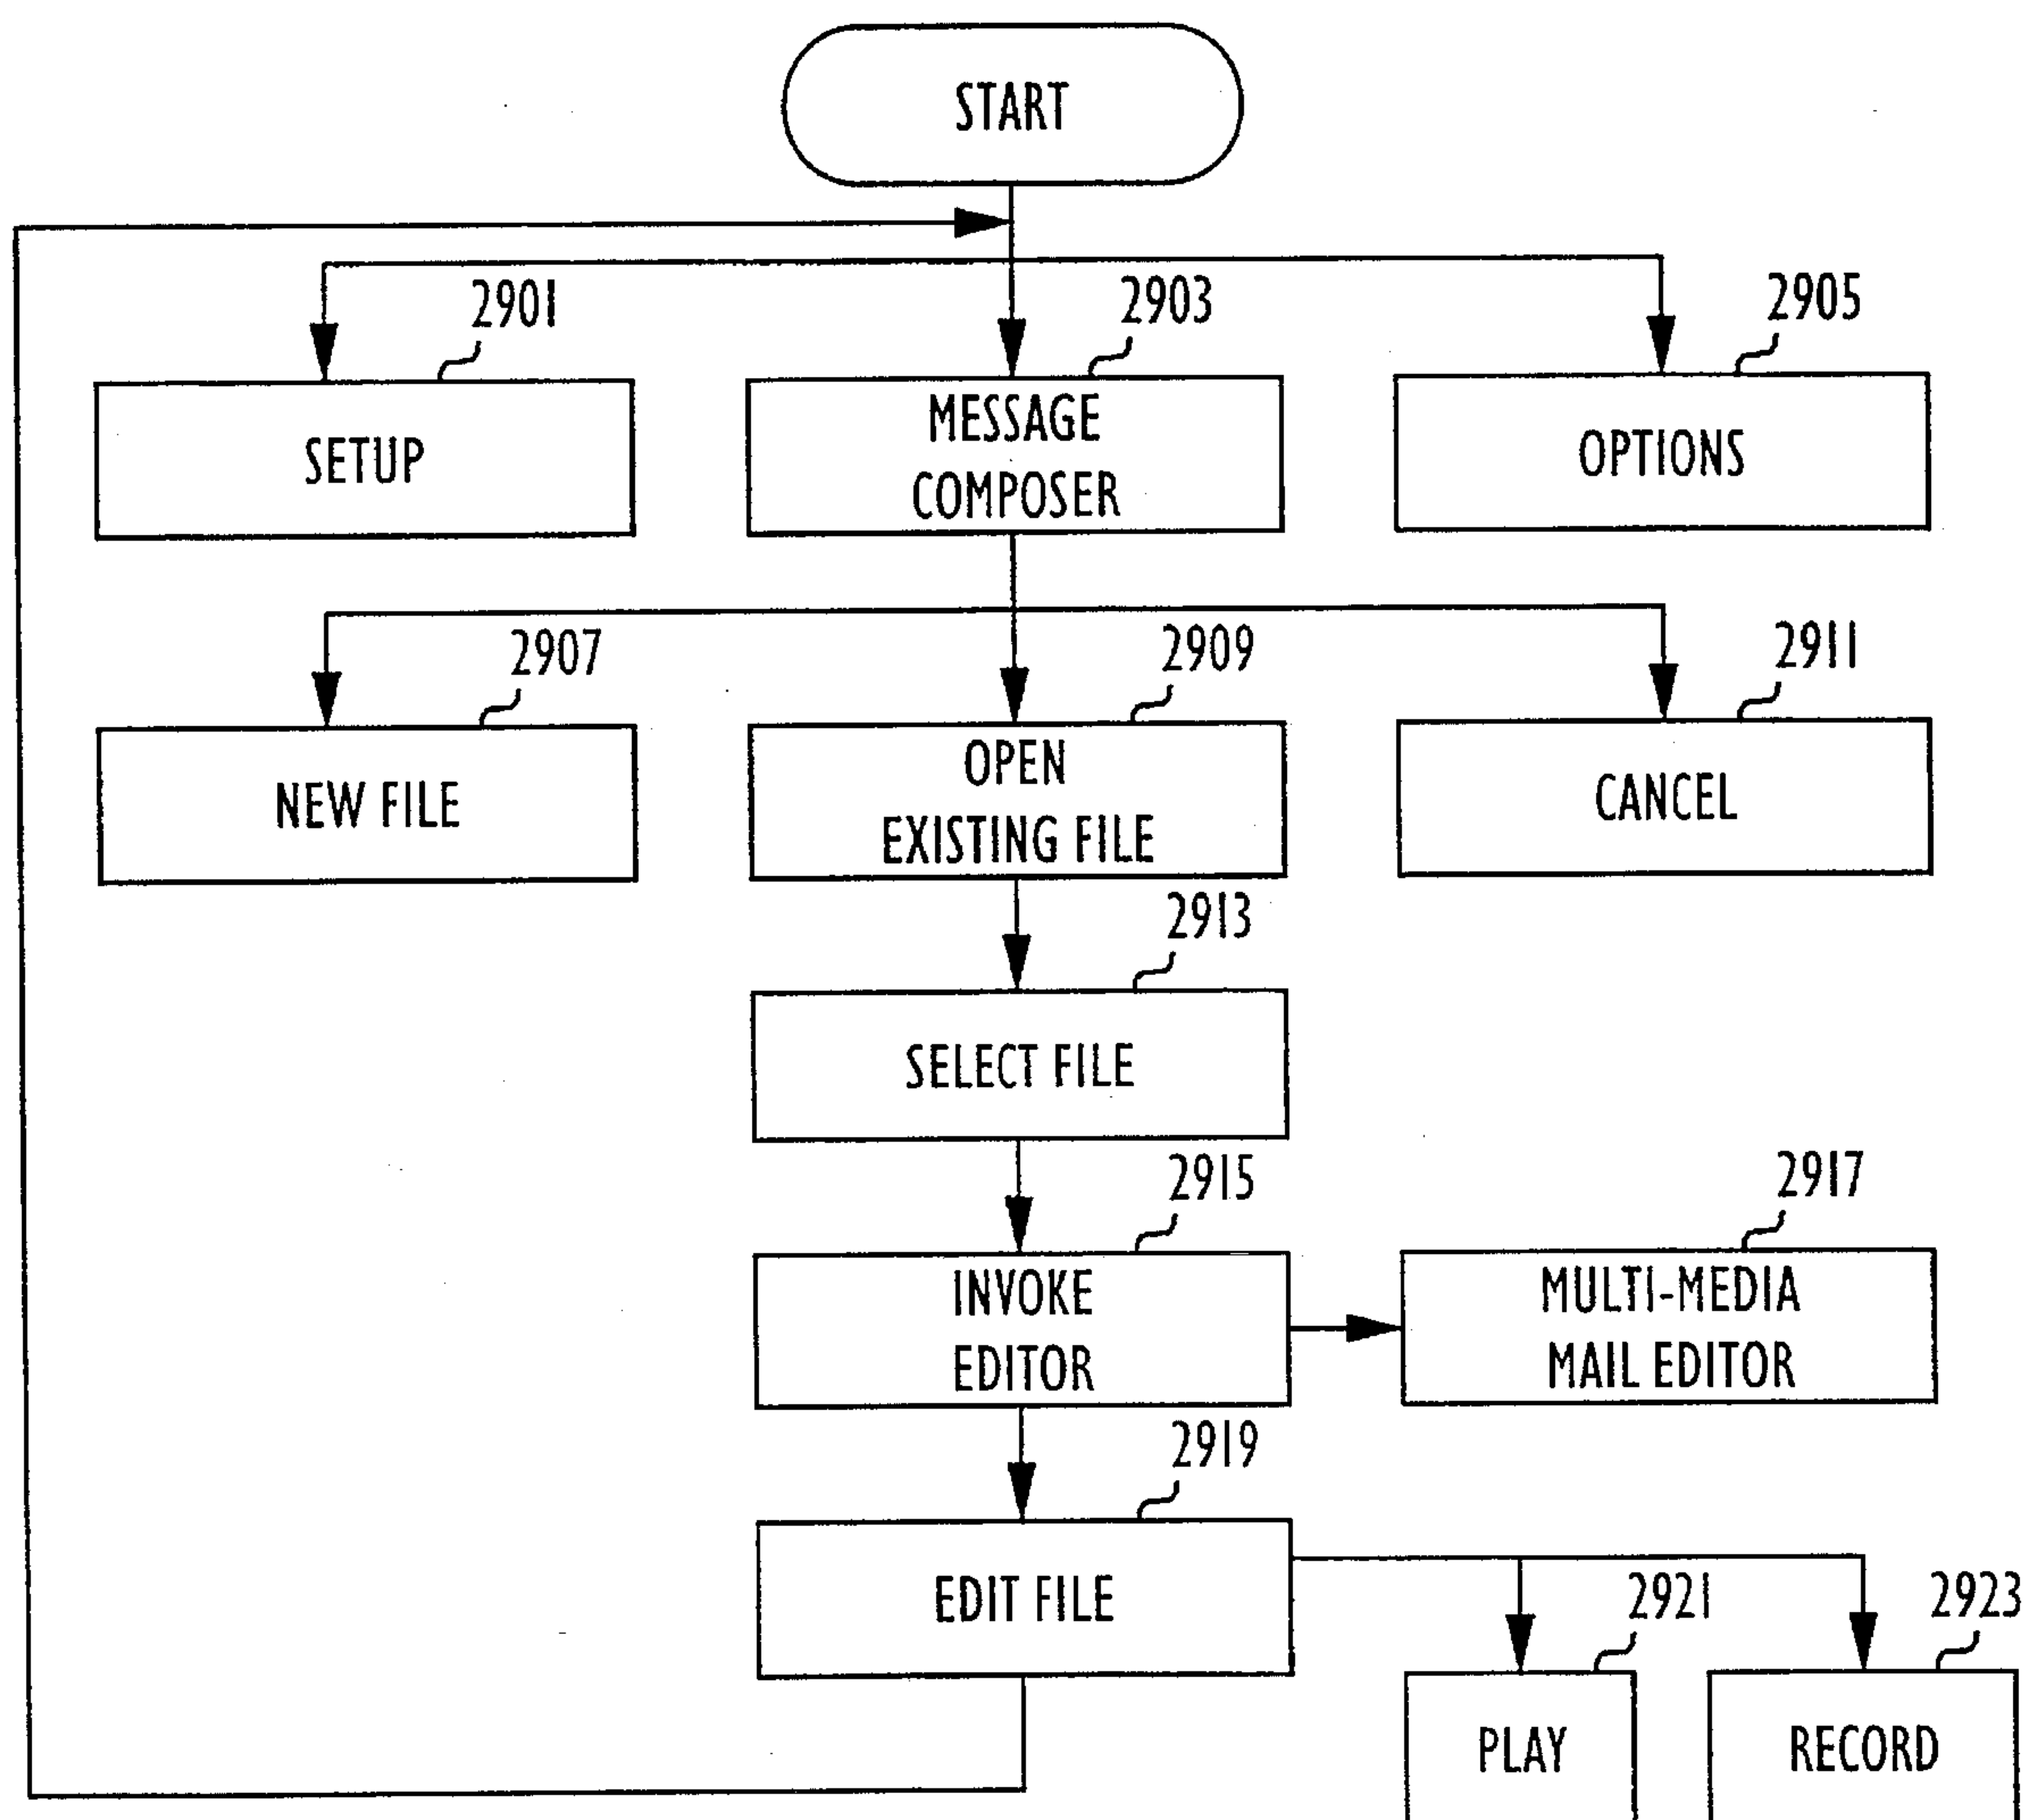 START
2901
2903
2905
SETUP
MESSAGE
COMPOSER
OPTIONS
2907
2909
2911
NEW FILE
OPEN
EXISTING FILE
CANCEL
2913
SELECT FILE
2915
2917
INVOKE
EDITOR
MULTI-MEDIA
MAIL EDITOR
2919
EDIT FILE
2921
2923
PLAY
RECORD